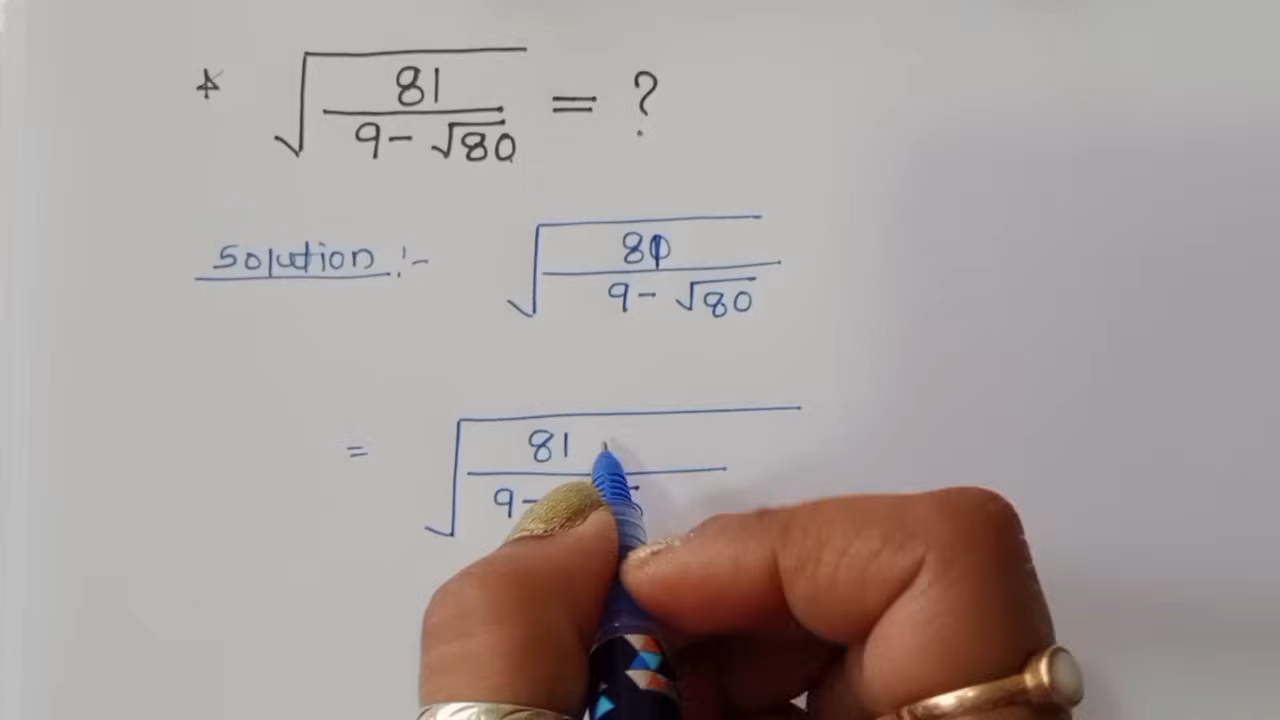 * √(81/(9-√80)) = ?
Solution :- √(81/(9-√80))
= √(81/(9-